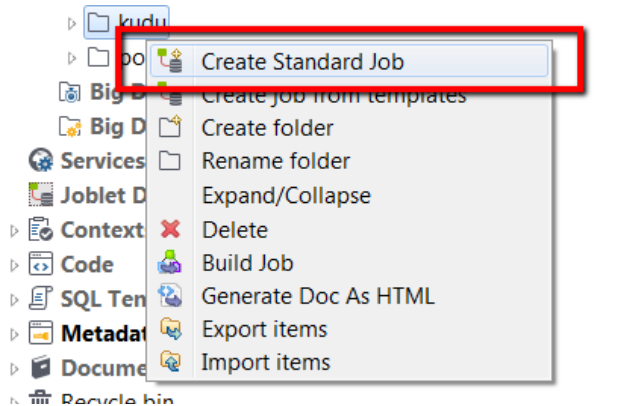 kudu
Create Standard Job
Big D
Create Job from templates
Big D
Create folder
Services
Rename folder
Joblet D
Expand/Collapse
Context
Delete
Code
Build Job
SQL Tem
Generate Doc As HTML
Metadat
Export items
Docume
Import items
Recycle bin